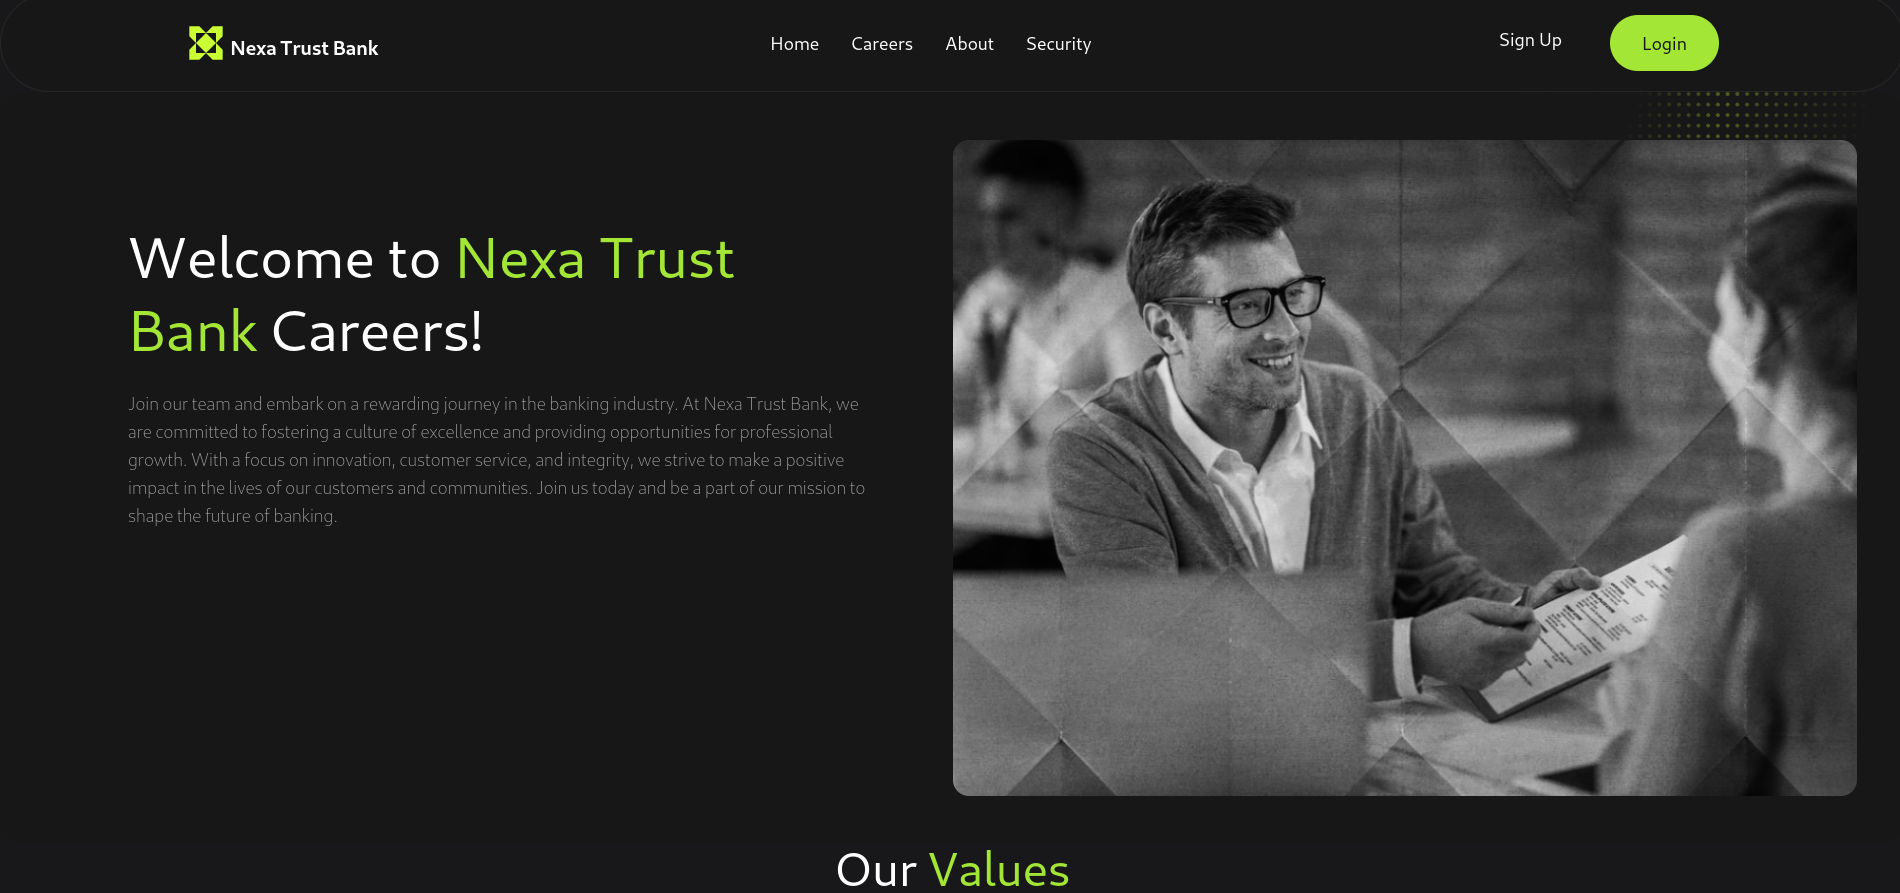 Nexa Trust Bank
Home
Careers
About
Security
Sign Up
Login
Welcome to Nexa Trust
Bank Careers!
Join our team and embark on a rewarding journey in the banking industry. At Nexa Trust Bank, we
are committed to fostering a culture of excellence and providing opportunities for professional
growth. With a focus on innovation, customer service, and integrity, we strive to make a positive
impact in the lives of our customers and communities. Join us today and be a part of our mission to
shape the future of banking.
Our Values